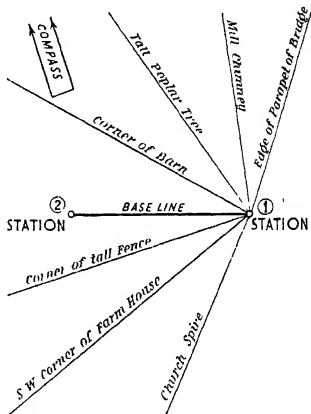 COMPASS
Tall Poplar Tree
Mill Chimney
Edge of Parapet of Bridge
Corner of Barn
②
BASE LINE
①
STATION
STATION
Corner of tall Fence
S W Corner of Farm House
Church Spire